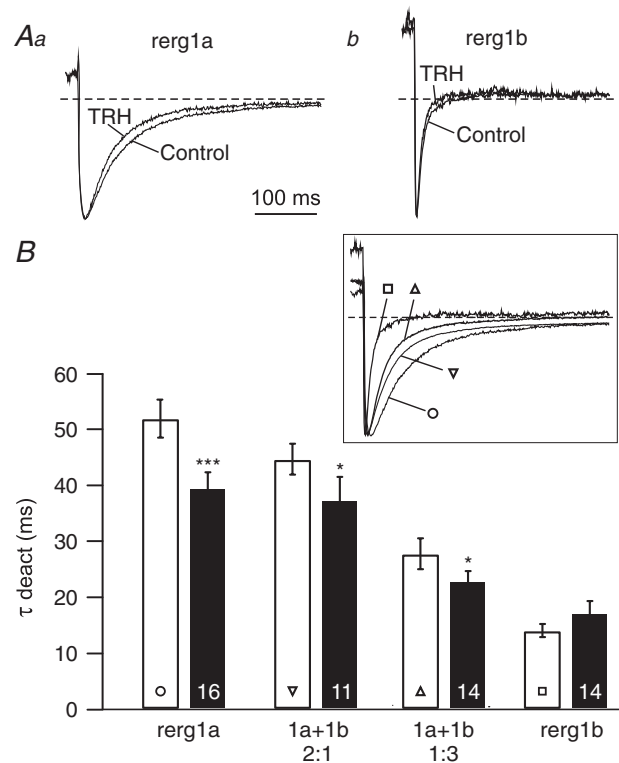 Aa rerg1a b rerg1b
TRH TRH
Control Control
100 ms
B
60
50
40
30
20
10
0
τ deact (ms)
***
*
*
16 11 14 14
rerg1a 1a+1b 1a+1b rerg1b
2:1 1:3